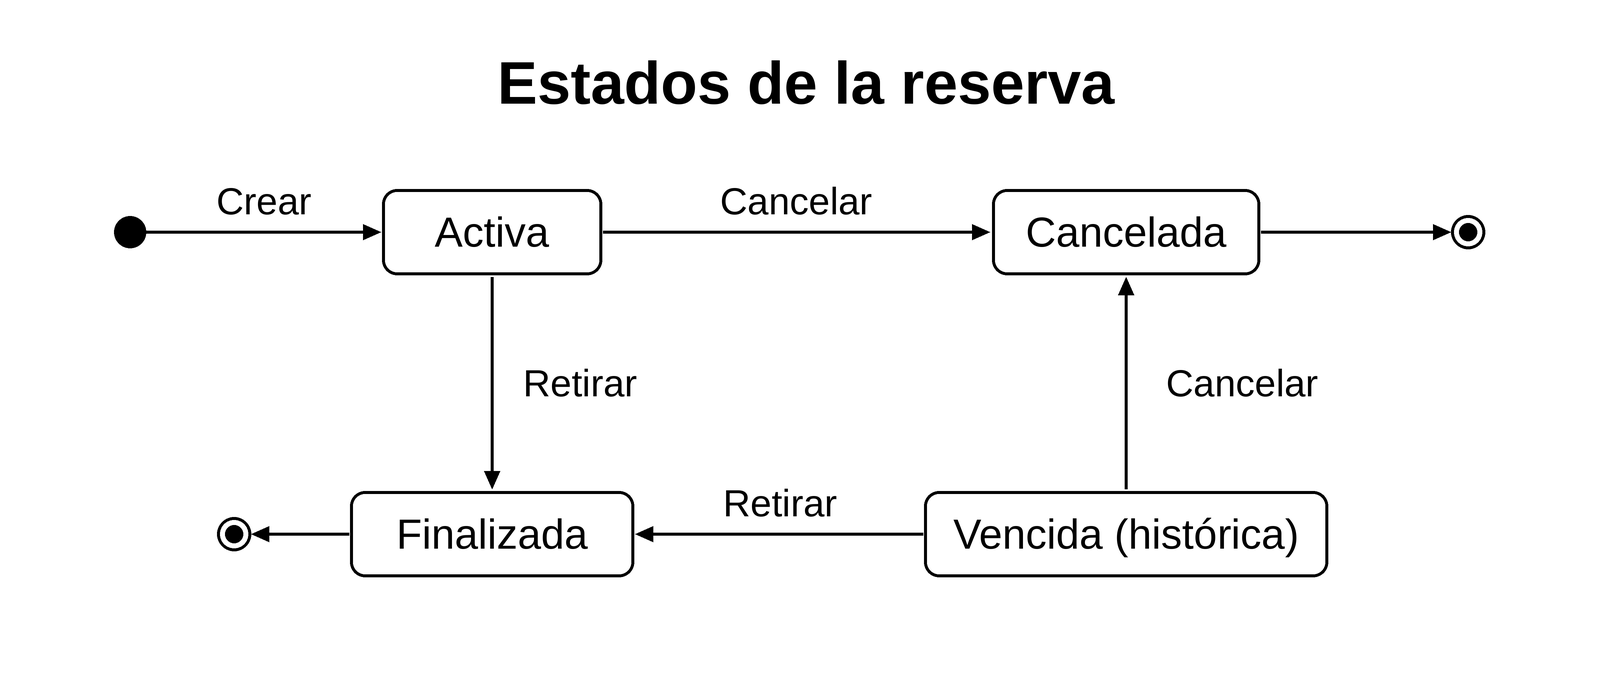 Estados de la reserva
Crear
Activa
Cancelar
Cancelada
Retirar
Cancelar
Finalizada
Retirar
Vencida (histórica)